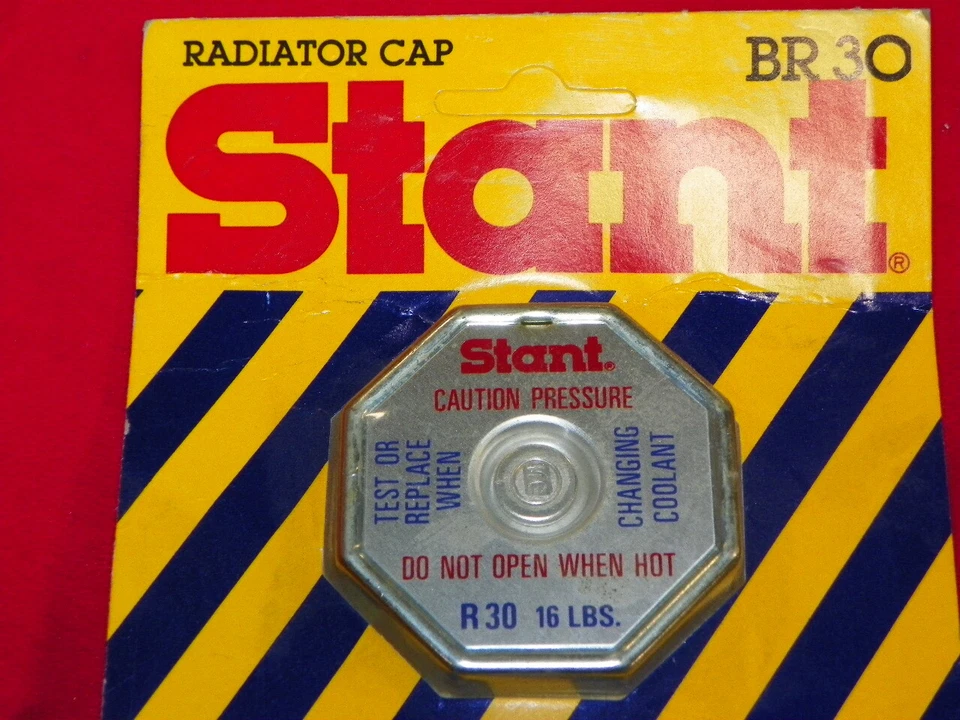 RADIATOR CAP
BR 30
Stant®
Stant®
CAUTION PRESSURE
TEST OR
REPLACE
WHEN
CHANGING
COOLANT
DO NOT OPEN WHEN HOT
R 30 16 LBS.